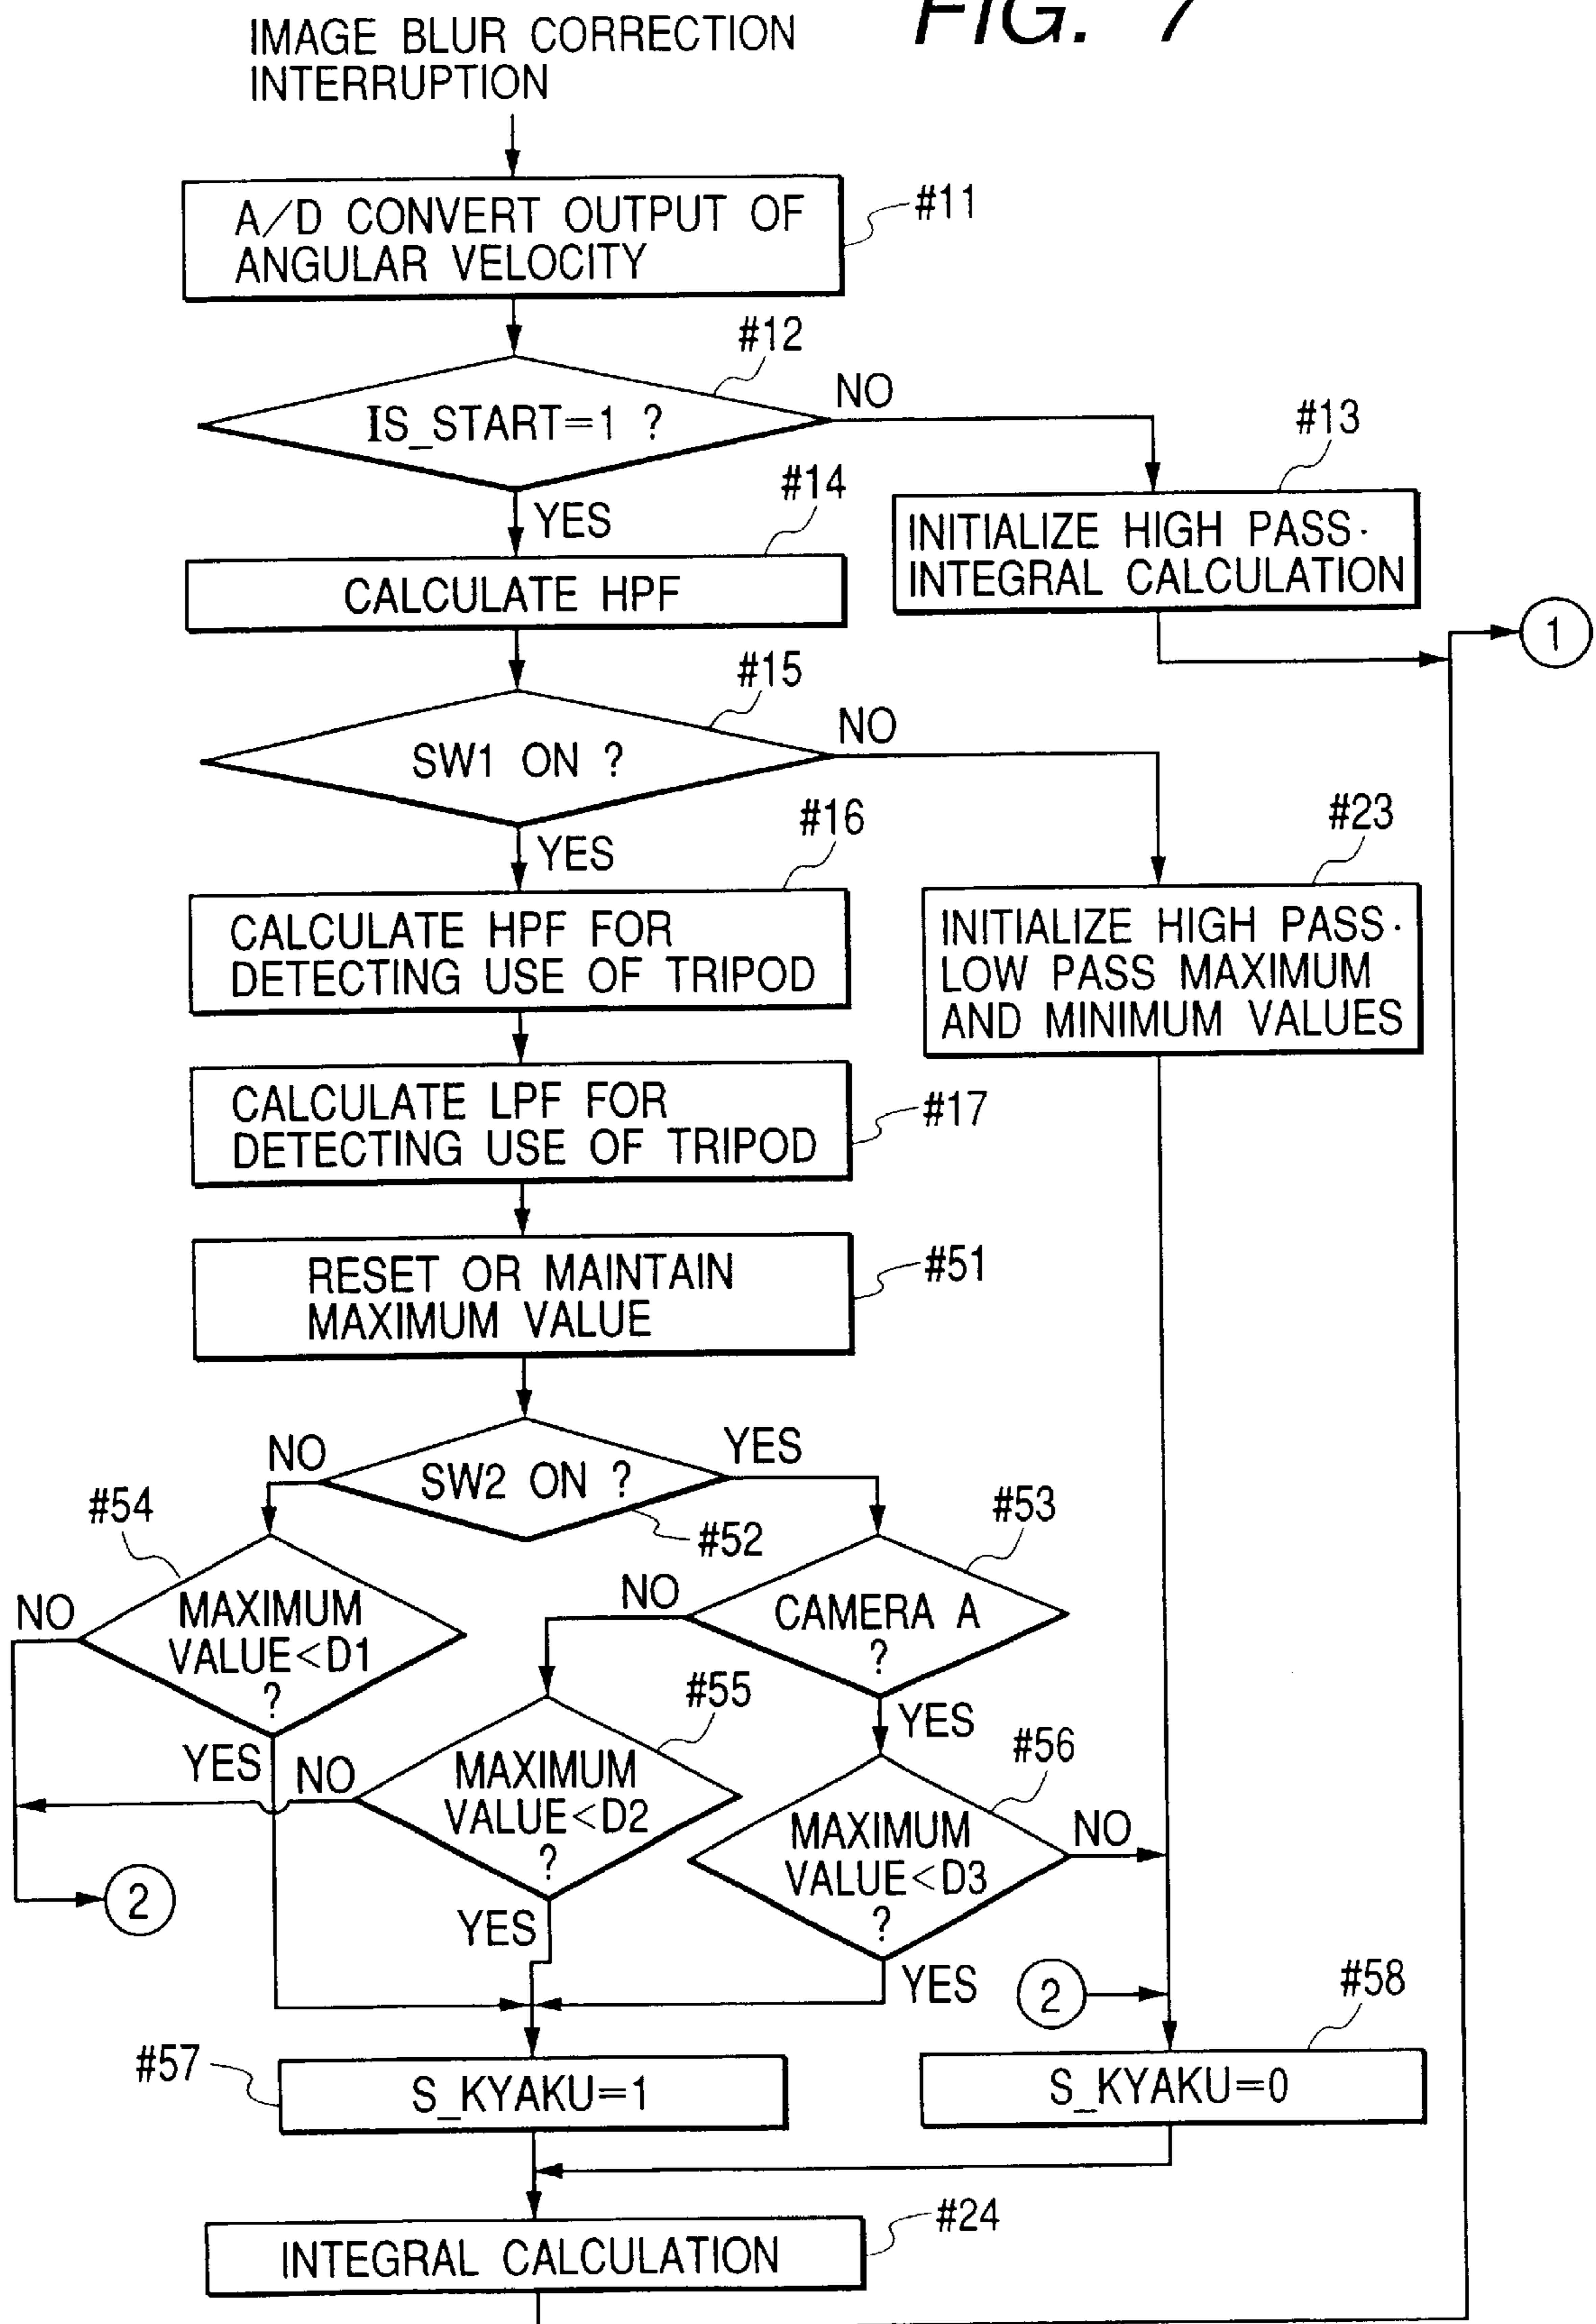 FIG. 7
IMAGE BLUR CORRECTION
INTERRUPTION
A/D CONVERT OUTPUT OF
ANGULAR VELOCITY
#11
#12
IS_START=1 ?
NO
YES
#13
INITIALIZE HIGH PASS·
INTEGRAL CALCULATION
#14
CALCULATE HPF
1
#15
SW1 ON ?
NO
YES
#16
CALCULATE HPF FOR
DETECTING USE OF TRIPOD
#23
INITIALIZE HIGH PASS·
LOW PASS MAXIMUM
AND MINIMUM VALUES
CALCULATE LPF FOR
DETECTING USE OF TRIPOD
#17
RESET OR MAINTAIN
MAXIMUM VALUE
#51
NO
SW2 ON ?
YES
#52
#54
NO
MAXIMUM
VALUE<D1
?
YES
#53
NO
CAMERA A
?
YES
#55
NO
MAXIMUM
VALUE<D2
?
YES
#56
MAXIMUM
VALUE<D3
?
NO
YES
2
2
#57
S_KYAKU=1
#58
S_KYAKU=0
#24
INTEGRAL CALCULATION